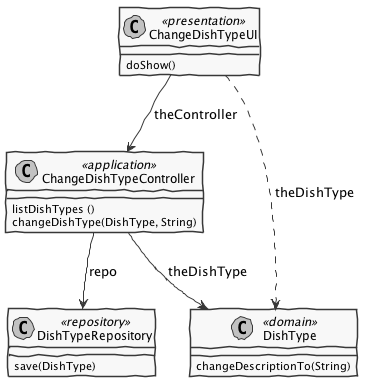 C
«presentation»
ChangeDishTypeUI
doShow()
theController
theDishType
C
«application»
ChangeDishTypeController
listDishTypes ()
changeDishType(DishType, String)
repo
theDishType
C
«repository»
DishTypeRepository
save(DishType)
C
«domain»
DishType
changeDescriptionTo(String)